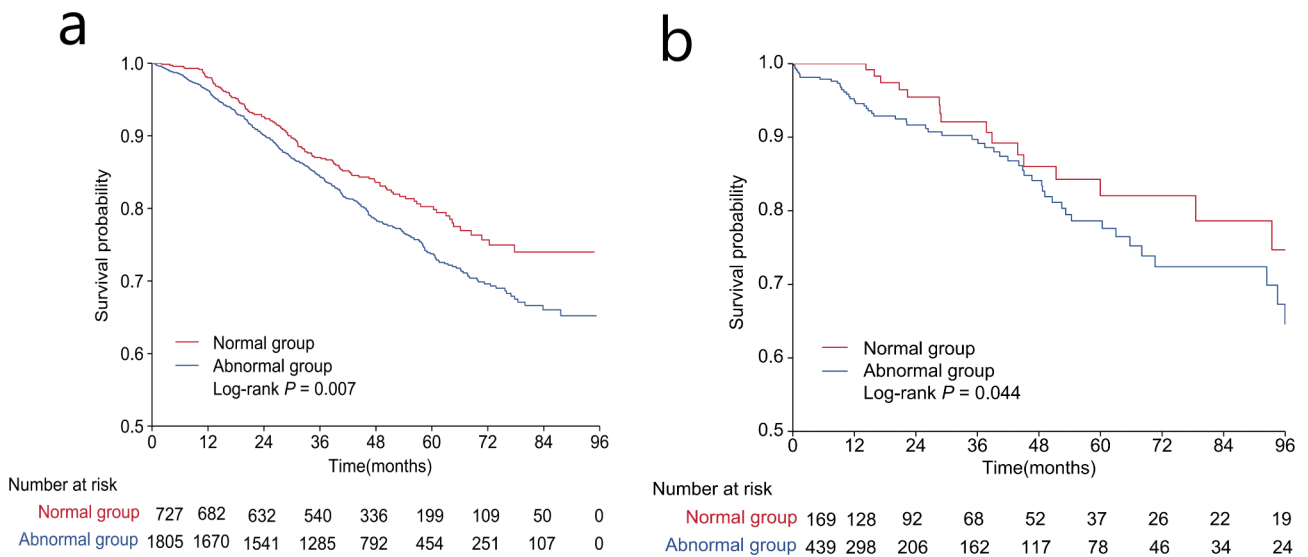 a
1.0
0.9
0.8
0.7
0.6
0.5
Survival probability
Normal group
Abnormal group
Log-rank P = 0.007
0 12 24 36 48 60 72 84 96
Time(months)
Number at risk
Normal group 727 682 632 540 336 199 109 50 0
Abnormal group 1805 1670 1541 1285 792 454 251 107 0
b
1.0
0.9
0.8
0.7
0.6
0.5
Survival probability
Normal group
Abnormal group
Log-rank P = 0.044
0 12 24 36 48 60 72 84 96
Time(months)
Number at risk
Normal group 169 128 92 68 52 37 26 22 19
Abnormal group 439 298 206 162 117 78 46 34 24